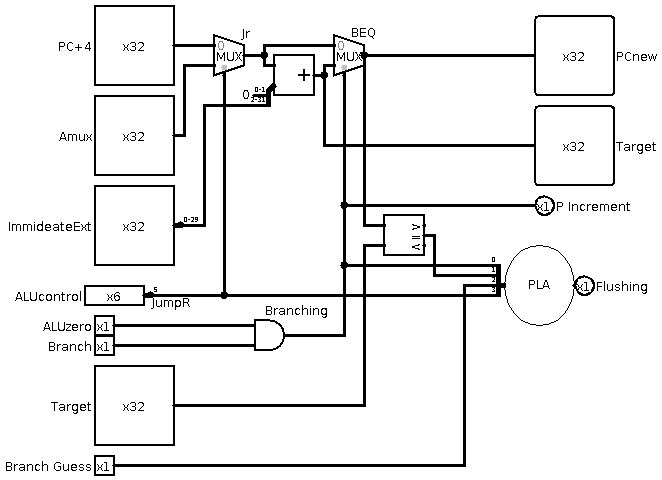 Jr
BEQ
PC+4
x32
0
MUX
0
MUX
x32
PCnew
+
0
0-1
2-31
Amux
x32
x32
Target
ImmideateExt
x32
0-29
x1
P Increment
<
=
>
ALUcontrol
x6
5
JumpR
0
1
2
3
PLA
x1
Flushing
Branching
ALUzero
x1
Branch
x1
Target
x32
Branch Guess
x1